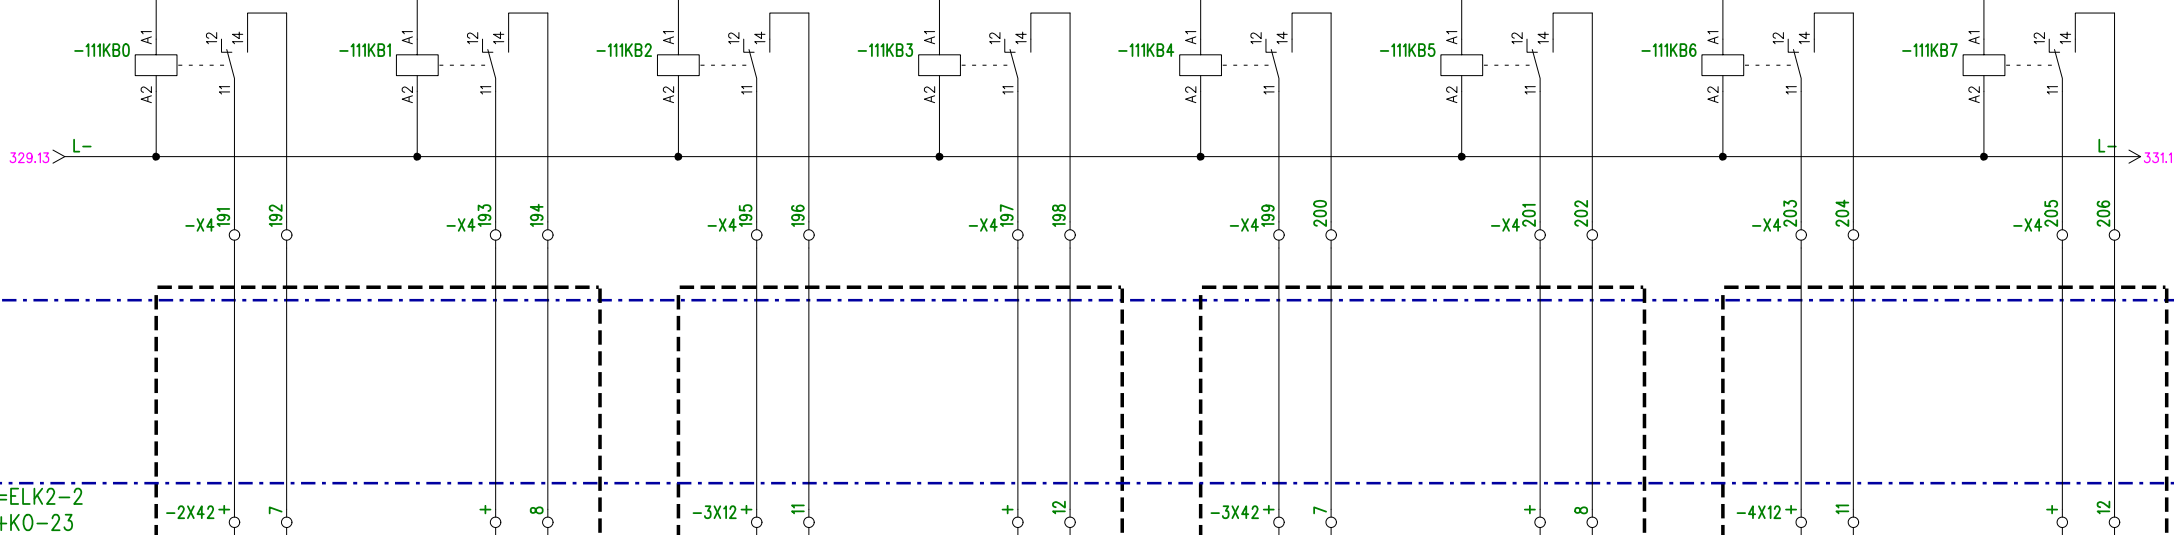 -111KB0 A1 A2 12 14 11
-111KB1 A1 A2 12 14 11
-111KB2 A1 A2 12 14 11
-111KB3 A1 A2 12 14 11
-111KB4 A1 A2 12 14 11
-111KB5 A1 A2 12 14 11
-111KB6 A1 A2 12 14 11
-111KB7 A1 A2 12 14 11
329.13 L- L- 331.1
-X4 191 192 -X4 193 194 -X4 195 196 -X4 197 198 -X4 199 200 -X4 201 202 -X4 203 204 -X4 205 206
=ELK2-2
+KO-23
-2X42 + 7 + 8 -3X12 + 11 + 12 -3X42 + 7 + 8 -4X12 + 11 + 12